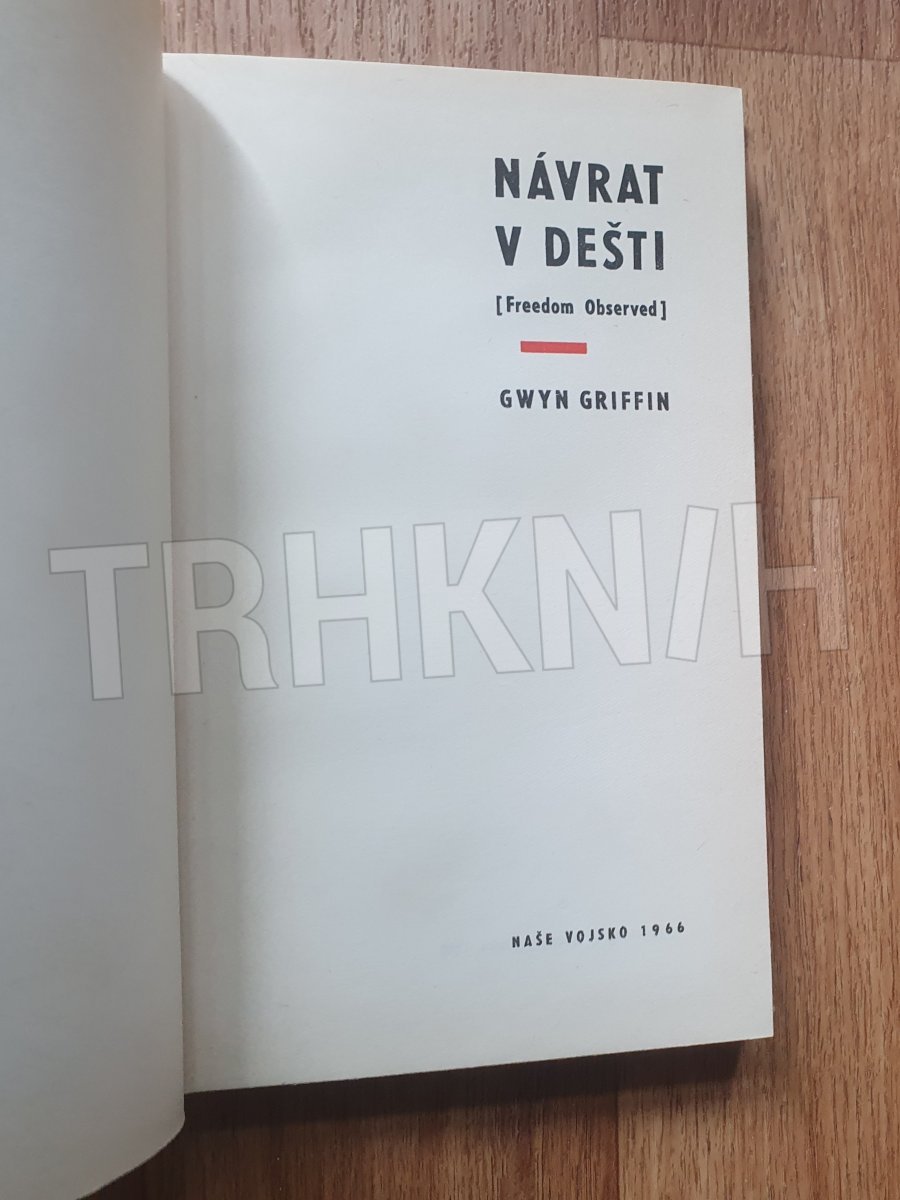 NÁVRAT
V DEŠTI
[Freedom Observed]
GWYN GRIFFIN
TRHKNIH
NAŠE VOJSKO 1966